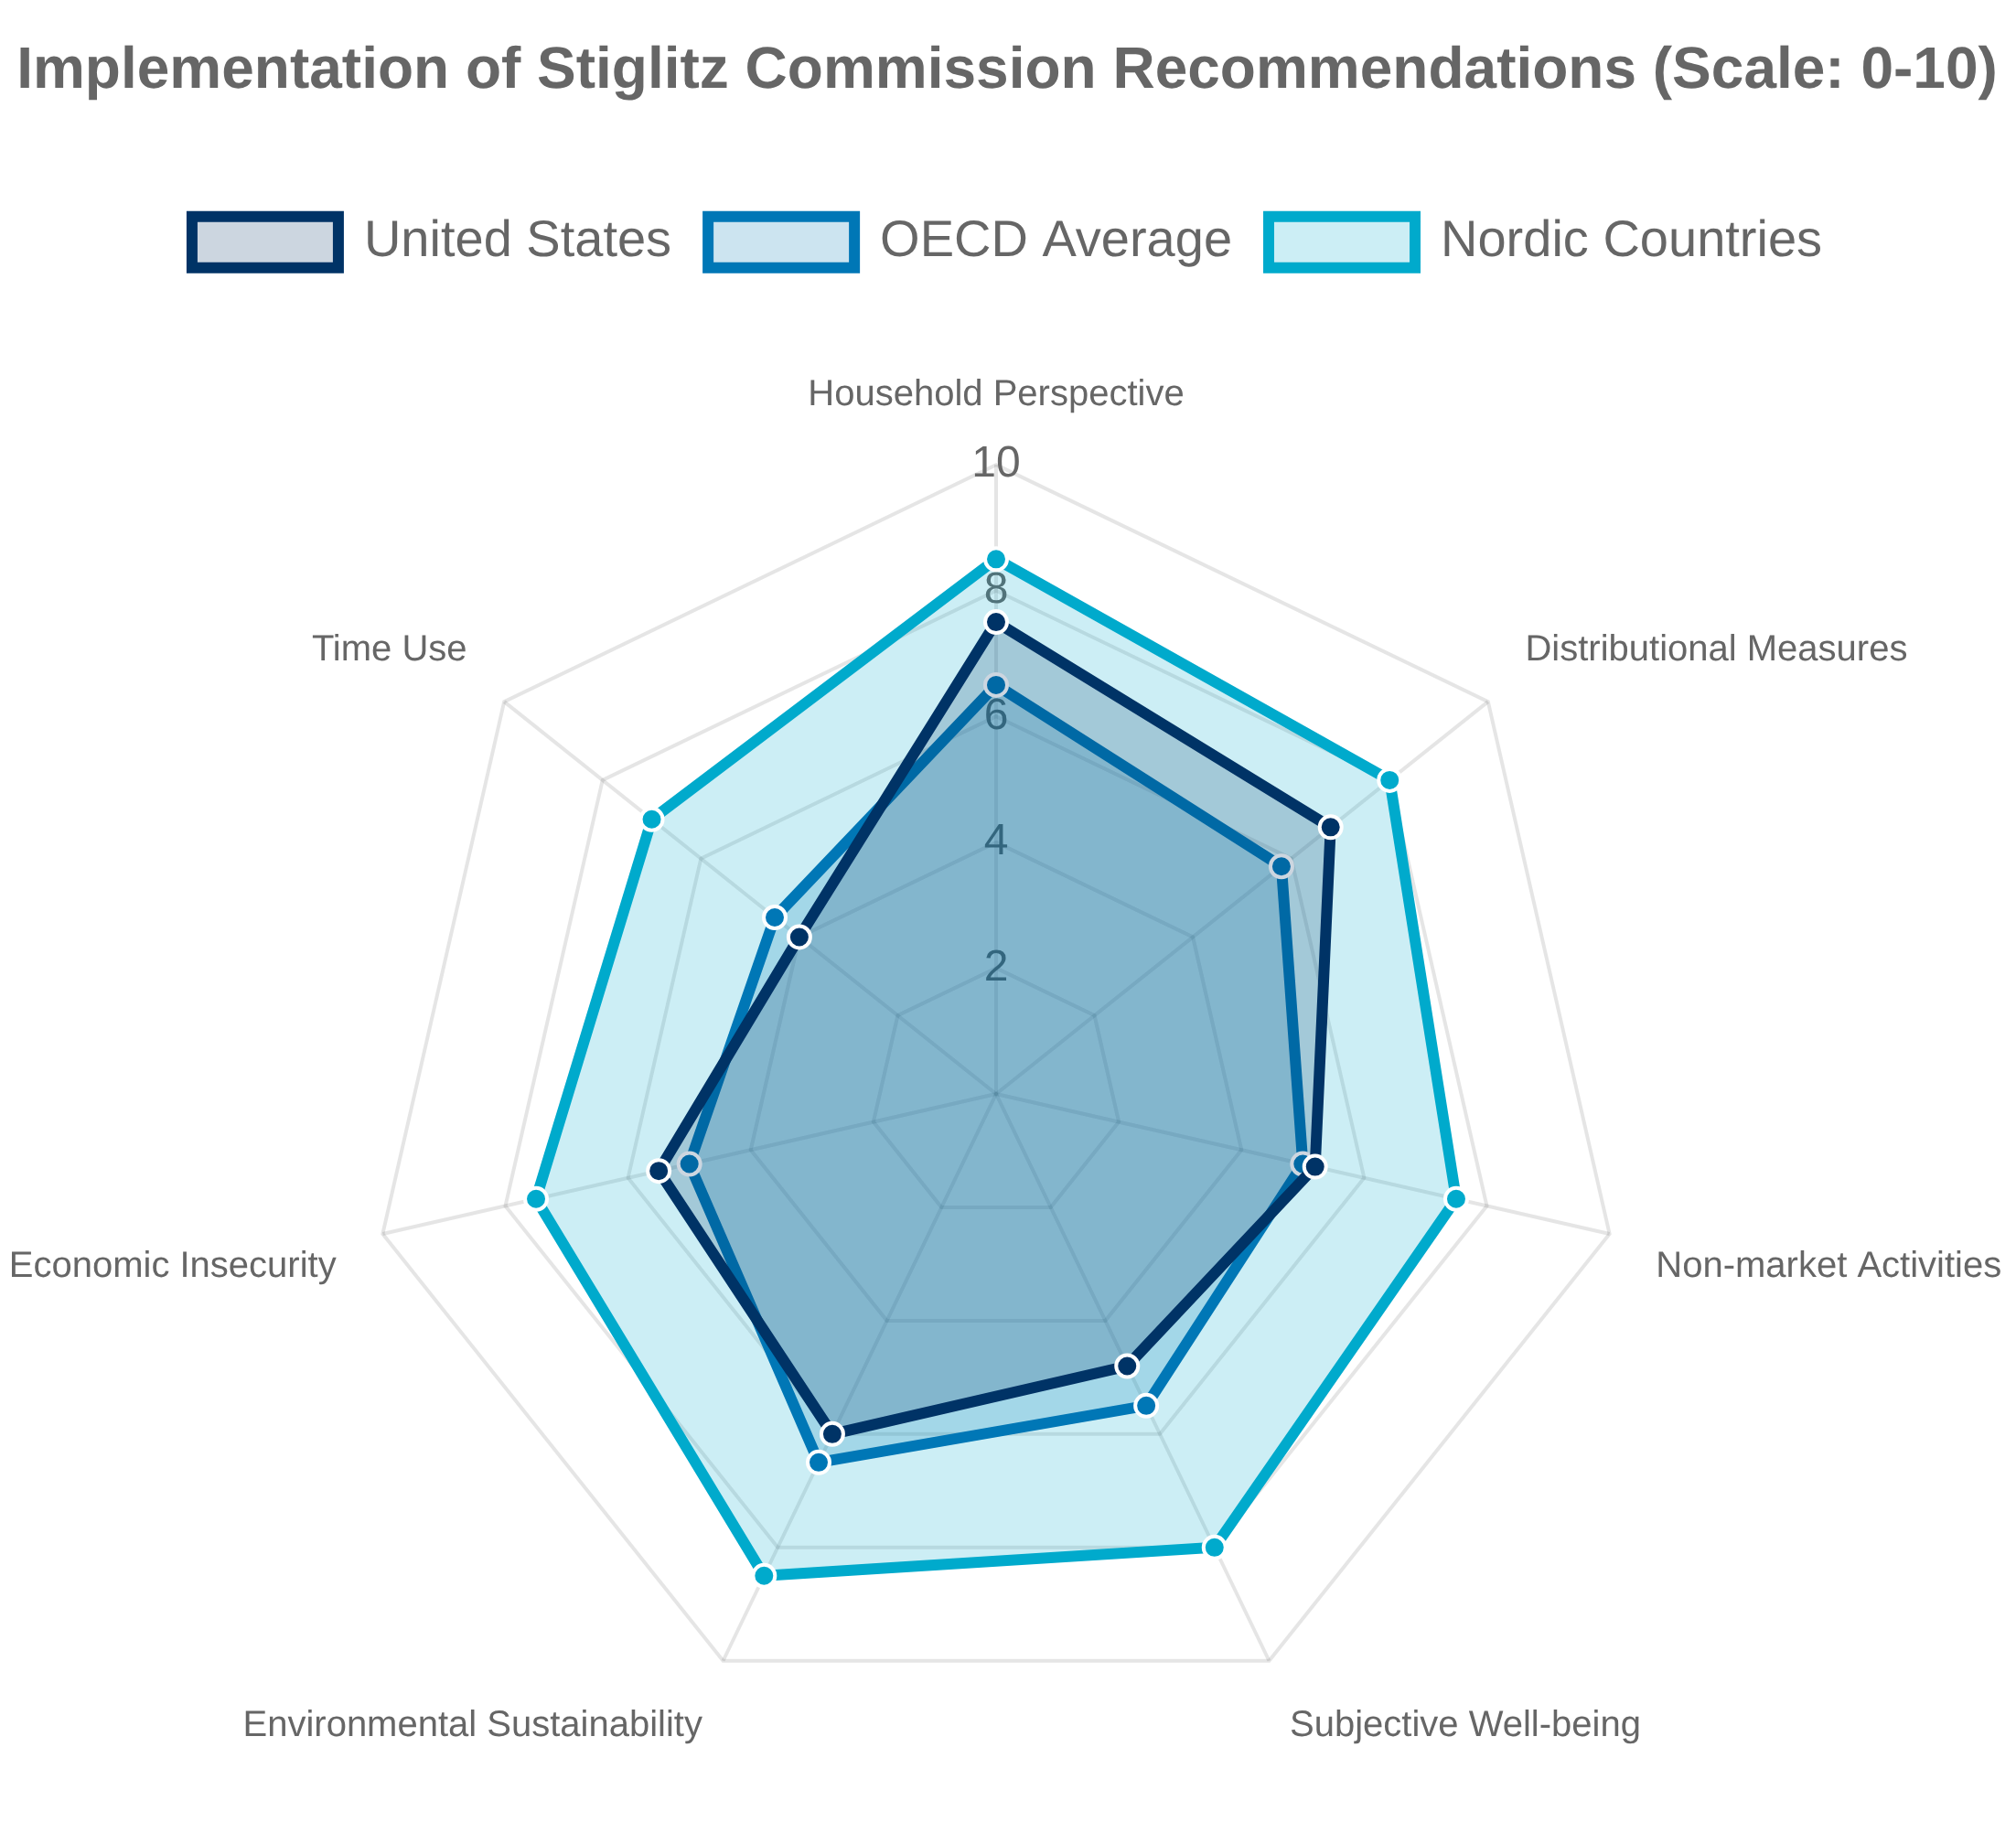 Implementation of Stiglitz Commission Recommendations (Scale: 0-10)
United States
OECD Average
Nordic Countries
Household Perspective
10
8
6
4
2
Time Use
Distributional Measures
Economic Insecurity
Non-market Activities
Environmental Sustainability
Subjective Well-being